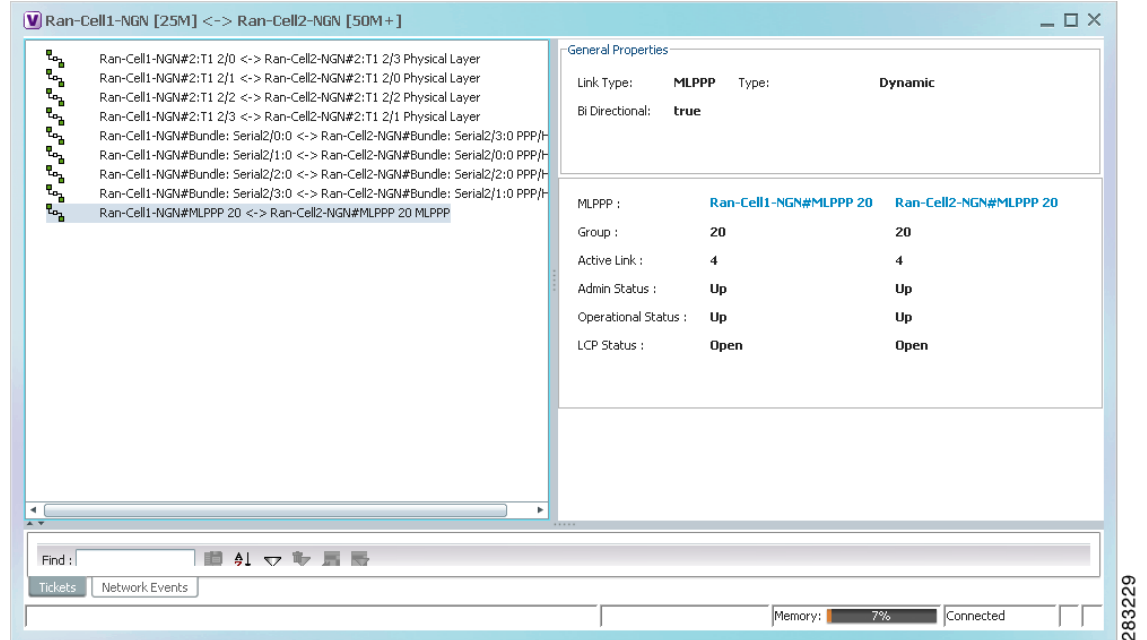 Ran-Cell1-NGN [25M] <-> Ran-Cell2-NGN [50M+]
Ran-Cell1-NGN#2:T1 2/0 <-> Ran-Cell2-NGN#2:T1 2/3 Physical Layer
Ran-Cell1-NGN#2:T1 2/1 <-> Ran-Cell2-NGN#2:T1 2/0 Physical Layer
Ran-Cell1-NGN#2:T1 2/2 <-> Ran-Cell2-NGN#2:T1 2/2 Physical Layer
Ran-Cell1-NGN#2:T1 2/3 <-> Ran-Cell2-NGN#2:T1 2/1 Physical Layer
Ran-Cell1-NGN#Bundle: Serial2/0:0 <-> Ran-Cell2-NGN#Bundle: Serial2/3:0 PPP/H
Ran-Cell1-NGN#Bundle: Serial2/1:0 <-> Ran-Cell2-NGN#Bundle: Serial2/0:0 PPP/H
Ran-Cell1-NGN#Bundle: Serial2/2:0 <-> Ran-Cell2-NGN#Bundle: Serial2/2:0 PPP/H
Ran-Cell1-NGN#Bundle: Serial2/3:0 <-> Ran-Cell2-NGN#Bundle: Serial2/1:0 PPP/H
Ran-Cell1-NGN#MLPPP 20 <-> Ran-Cell2-NGN#MLPPP 20 MLPPP
General Properties
Link Type: MLPPP Type: Dynamic
Bi Directional: true
MLPPP : Ran-Cell1-NGN#MLPPP 20 Ran-Cell2-NGN#MLPPP 20
Group : 20 20
Active Link : 4 4
Admin Status : Up Up
Operational Status : Up Up
LCP Status : Open Open
Find :
Tickets Network Events
Memory: 7% Connected
283229